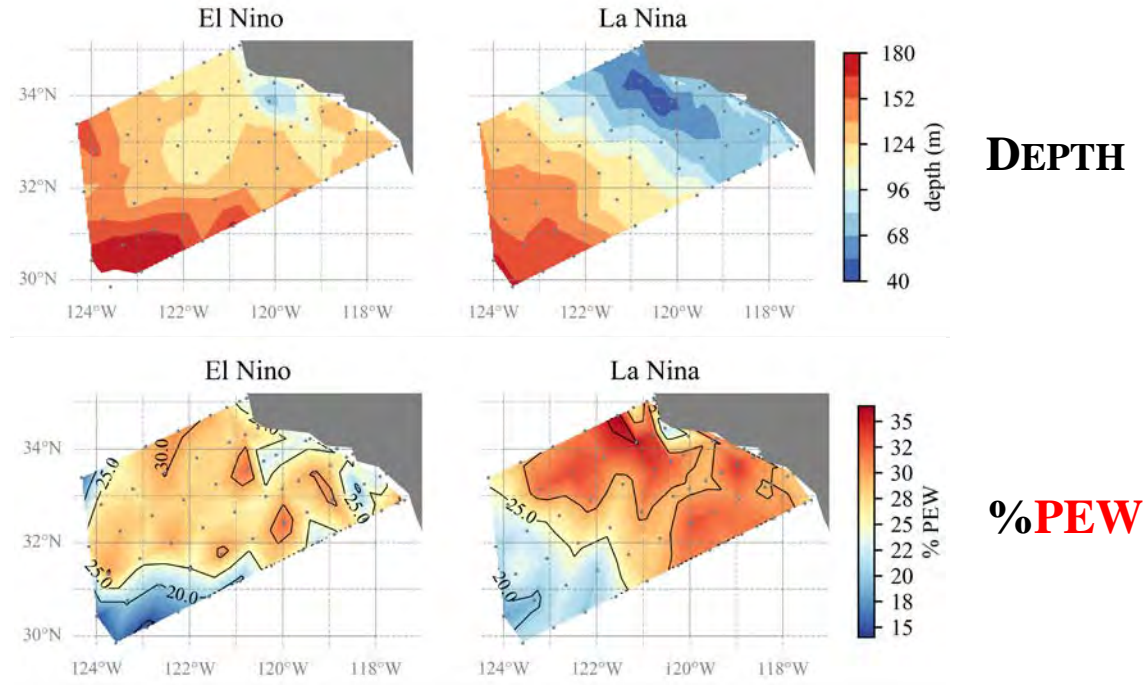 El Nino
La Nina
34°N
32°N
30°N
124°W
122°W
120°W
118°W
124°W
122°W
120°W
118°W
180
152
124
96
68
40
depth (m)
DEPTH
El Nino
La Nina
34°N
32°N
30°N
25.0
30.0
25.0
25.0
20.0
124°W
122°W
120°W
118°W
25.0
20.0
124°W
122°W
120°W
118°W
35
32
30
28
25
22
20
18
15
% PEW
%PEW